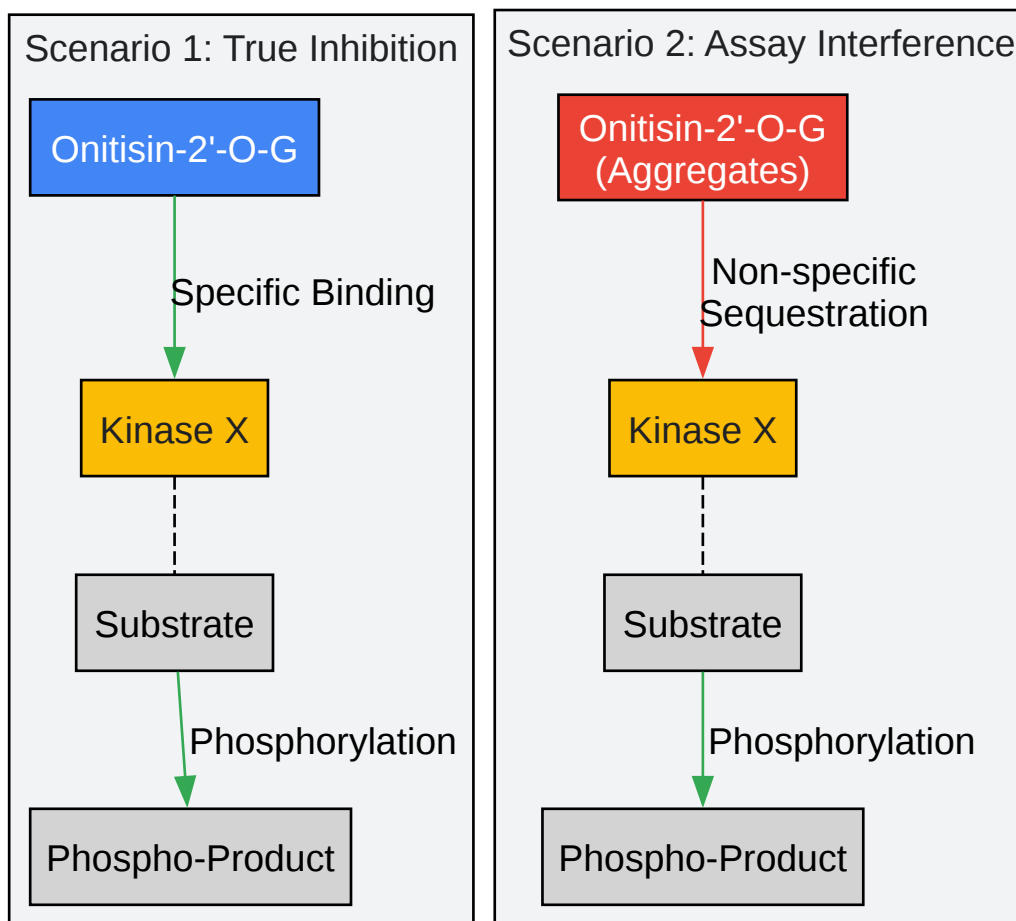 Scenario 1: True Inhibition
Onitisin-2'-O-G
Specific Binding
Kinase X
Substrate
Phosphorylation
Phospho-Product
Scenario 2: Assay Interference
Onitisin-2'-O-G
(Aggregates)
Non-specific
Sequestration
Kinase X
Substrate
Phosphorylation
Phospho-Product